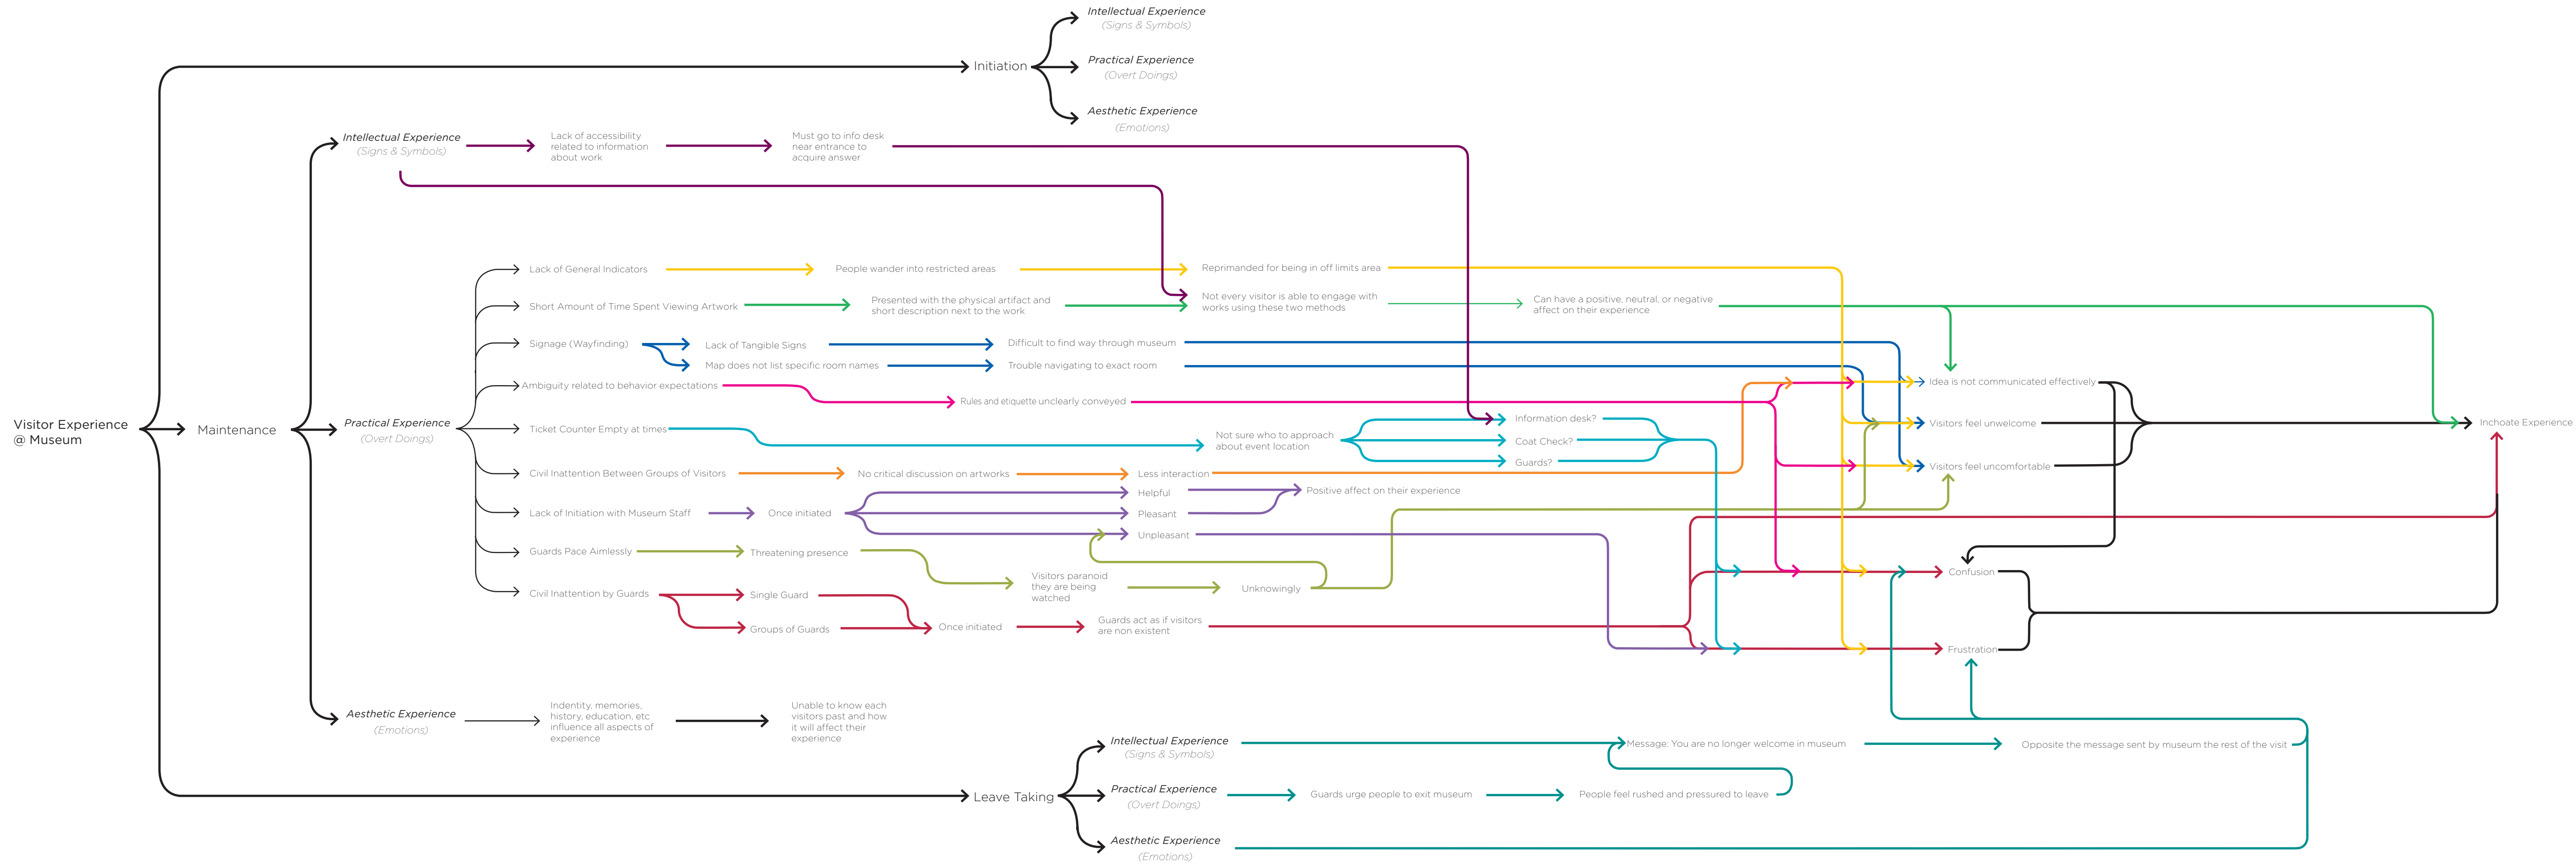 Intellectual Experience
(Signs & Symbols)
Initiation
Practical Experience
(Overt Doings)
Aesthetic Experience
(Emotions)
Intellectual Experience
(Signs & Symbols)
Lack of accessibility
related to information
about work
Must go to info desk
near entrance to
acquire answer
Lack of General Indicators
People wander into restricted areas
Reprimanded for being in off limits area
Short Amount of Time Spent Viewing Artwork
Presented with the physical artifact and
short description next to the work
Not every visitor is able to engage with
works using these two methods
Can have a positive, neutral, or negative
affect on their experience
Signage (Wayfinding)
Lack of Tangible Signs
Difficult to find way through museum
Map does not list specific room names
Trouble navigating to exact room
Ambiguity related to behavior expectations
Rules and etiquette unclearly conveyed
Idea is not communicated effectively
Visitor Experience
@ Museum
Maintenance
Practical Experience
(Overt Doings)
Ticket Counter Empty at times
Not sure who to approach
about event location
Information desk?
Coat Check?
Guards?
Visitors feel unwelcome
Inchoate Experience
Visitors feel uncomfortable
Civil Inattention Between Groups of Visitors
No critical discussion on artworks
Less interaction
Lack of Initiation with Museum Staff
Once initiated
Helpful
Pleasant
Unpleasant
Positive affect on their experience
Guards Pace Aimlessly
Threatening presence
Visitors paranoid
they are being
watched
Unknowingly
Confusion
Civil Inattention by Guards
Single Guard
Groups of Guards
Once initiated
Guards act as if visitors
are non existent
Frustration
Aesthetic Experience
(Emotions)
Indentity, memories,
history, education, etc
influence all aspects of
experience
Unable to know each
visitors past and how
it will affect their
experience
Intellectual Experience
(Signs & Symbols)
Message: You are no longer welcome in museum
Opposite the message sent by museum the rest of the visit
Leave Taking
Practical Experience
(Overt Doings)
Guards urge people to exit museum
People feel rushed and pressured to leave
Aesthetic Experience
(Emotions)